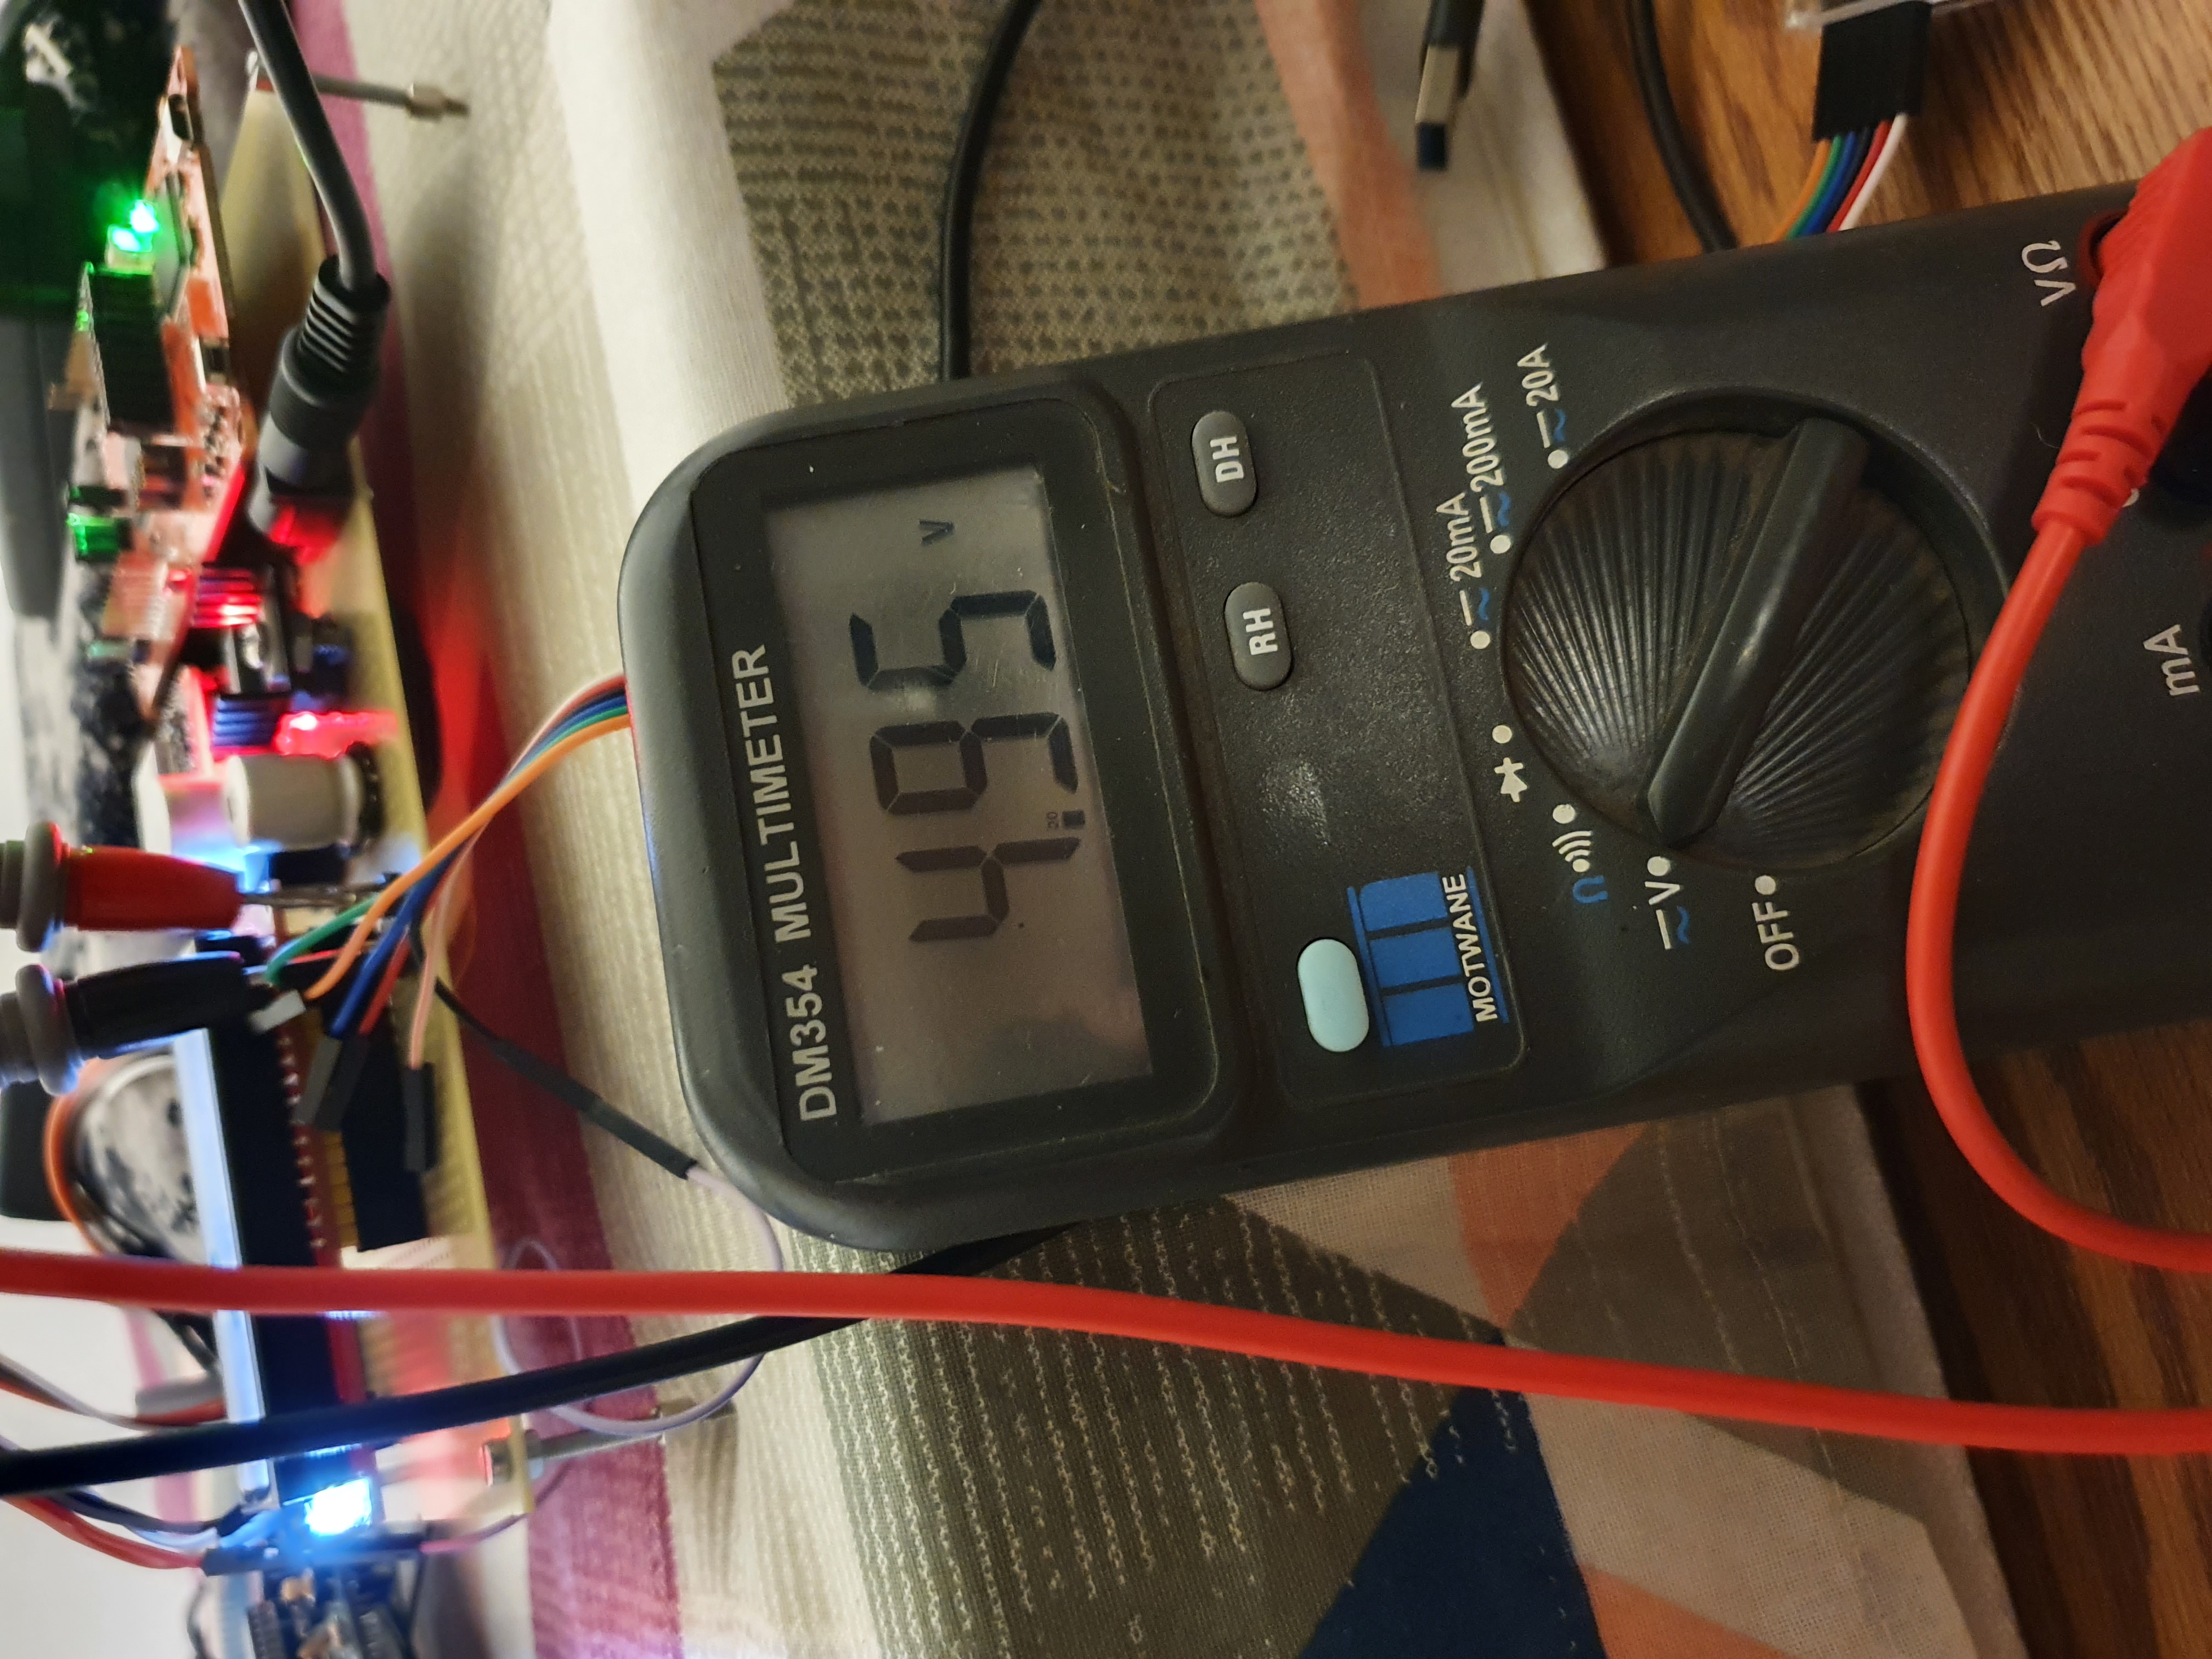 DM354 MULTIMETER
4.95 V
RH
DH
MOTWANE
20mA
200mA
20A
Ω
V
OFF
VΩ
mA